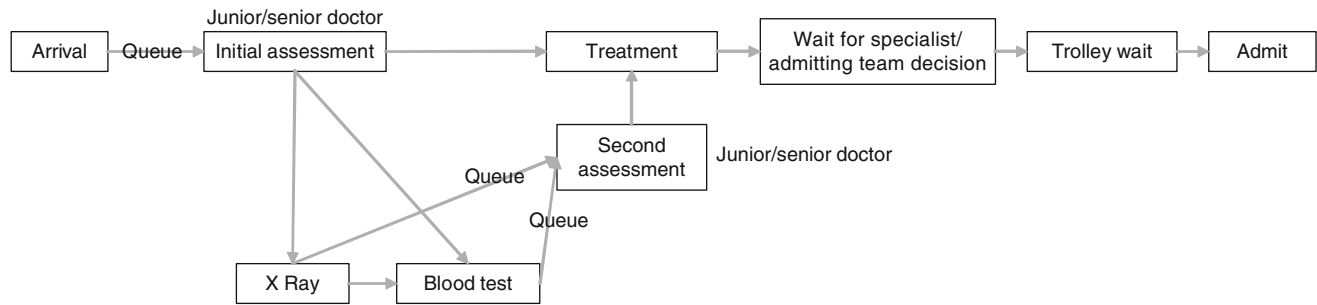 Junior/senior doctor
Arrival
Queue
Initial assessment
Treatment
Wait for specialist/
admitting team decision
Trolley wait
Admit
Second
assessment
Junior/senior doctor
Queue
Queue
X Ray
Blood test